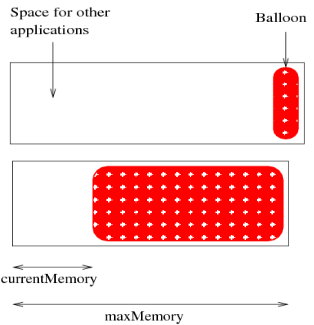 Space for other
applications
Balloon
currentMemory
maxMemory